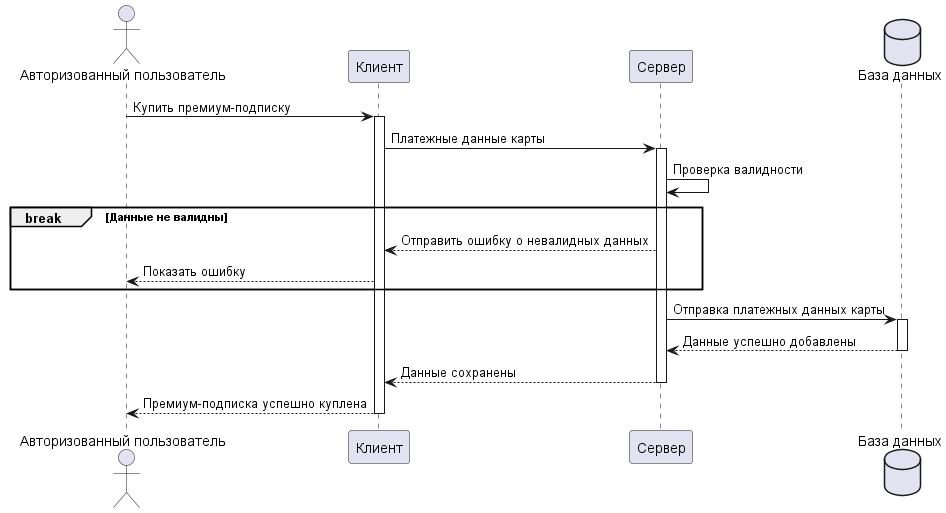 Авторизованный пользователь
Клиент
Сервер
База данных
Купить премиум-подписку
Платежные данные карты
Проверка валидности
break
[Данные не валидны]
Отправить ошибку о невалидных данных
Показать ошибку
Отправка платежных данных карты
Данные успешно добавлены
Данные сохранены
Премиум-подписка успешно куплена
Авторизованный пользователь
Клиент
Сервер
База данных